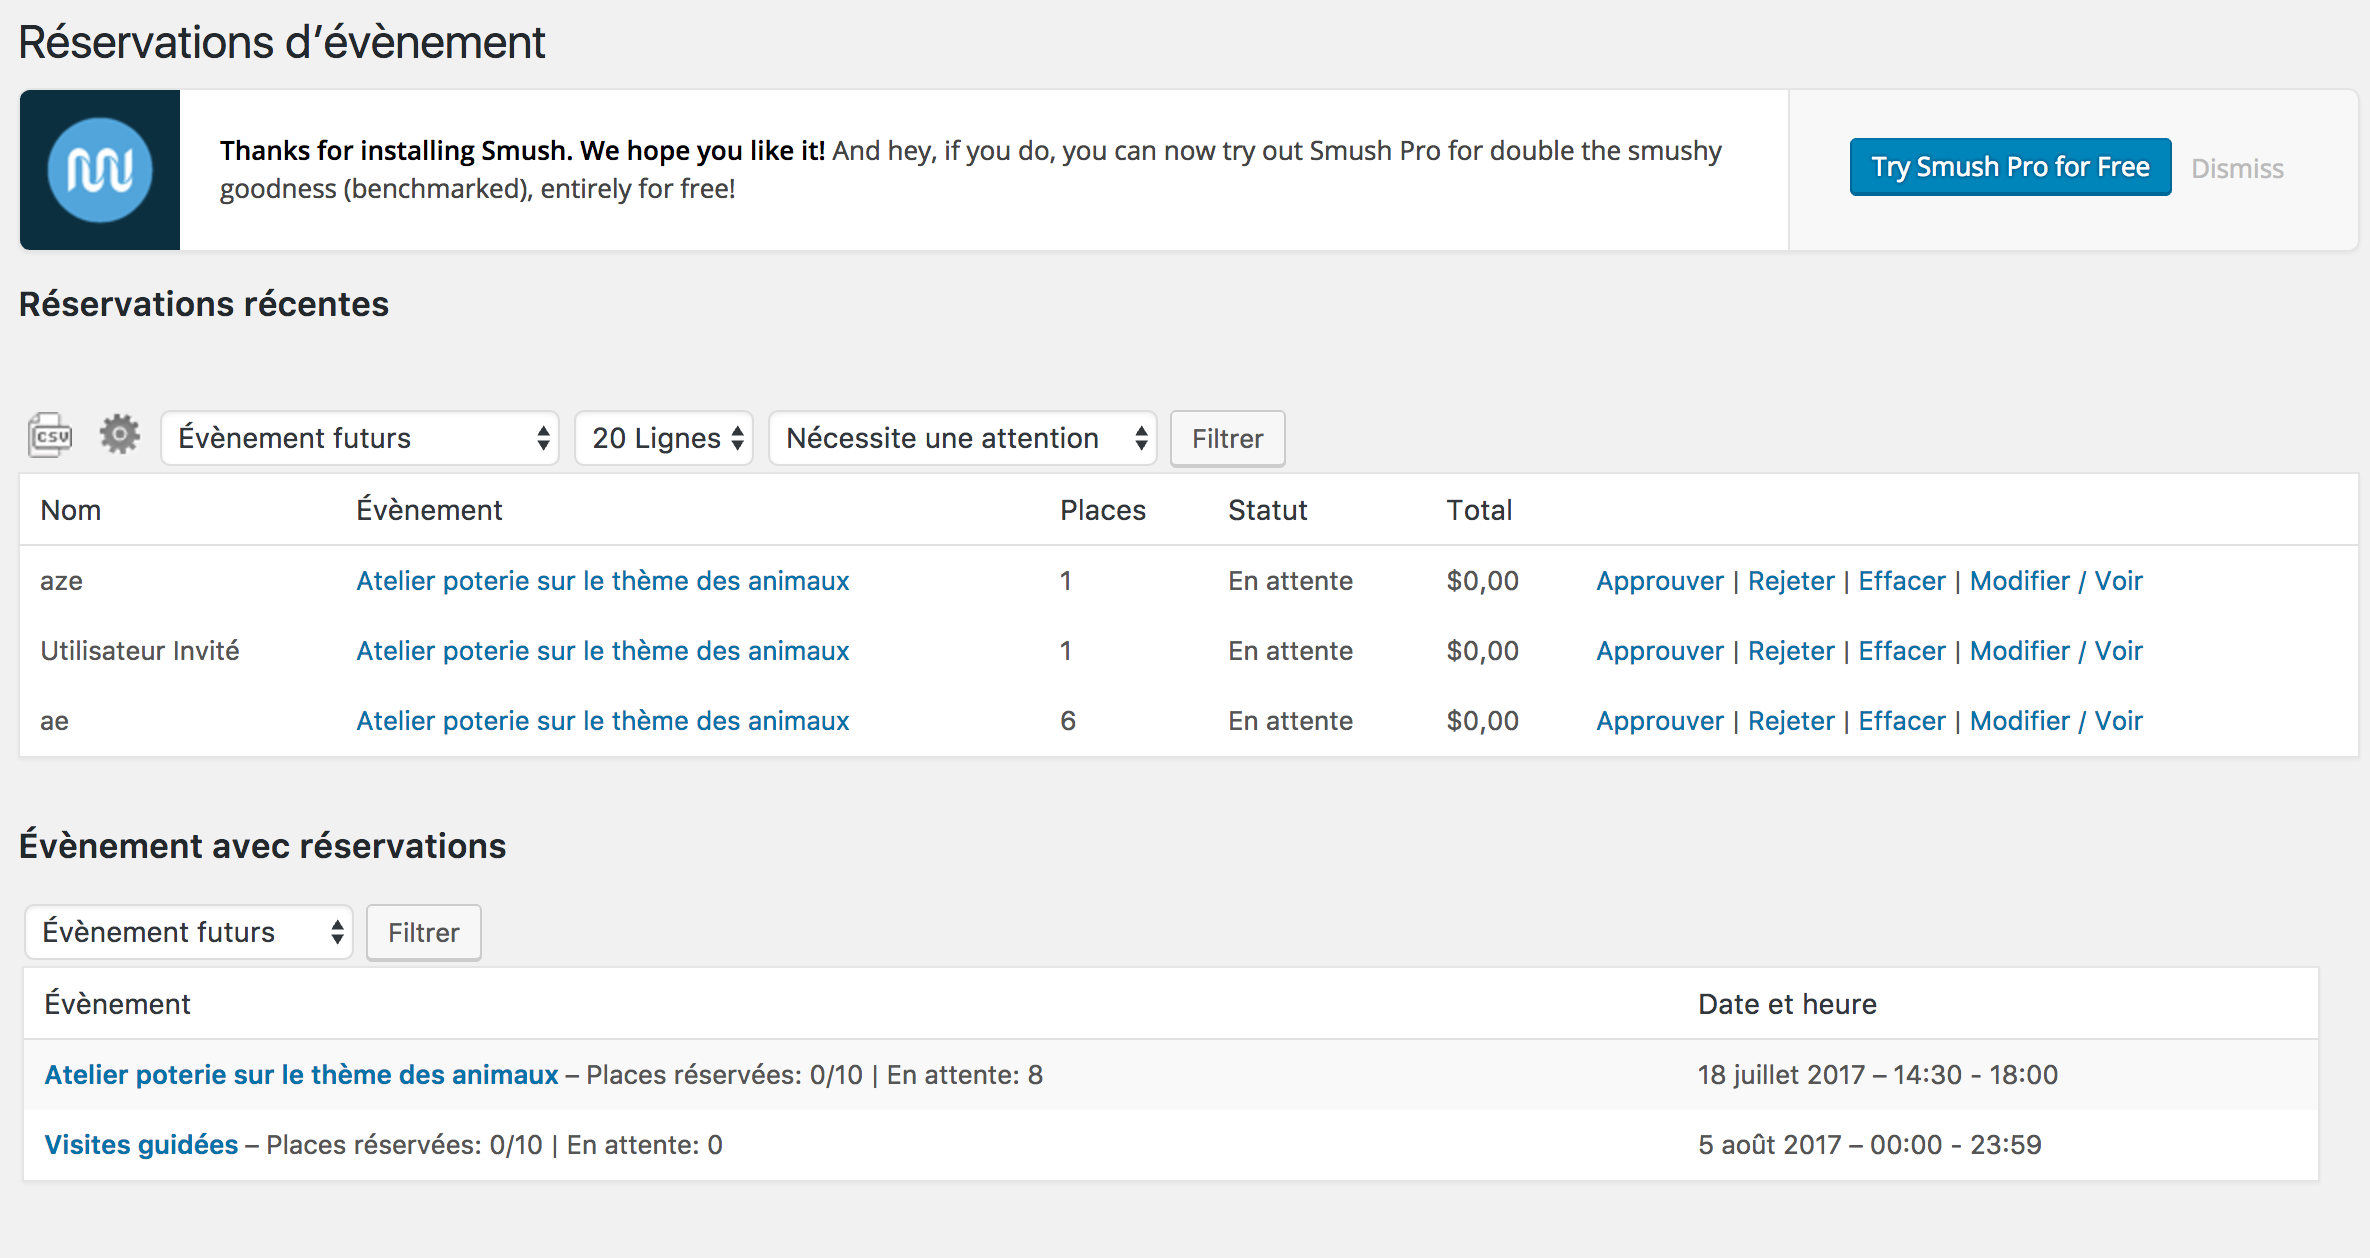 Réservations d’évènement
Thanks for installing Smush. We hope you like it! And hey, if you do, you can now try out Smush Pro for double the smushy
goodness (benchmarked), entirely for free!
Try Smush Pro for Free
Dismiss
Réservations récentes
CSV
Évènement futurs
20 Lignes
Nécessite une attention
Filtrer
Nom Évènement Places Statut Total
aze Atelier poterie sur le thème des animaux 1 En attente $0,00 Approuver | Rejeter | Effacer | Modifier / Voir
Utilisateur Invité Atelier poterie sur le thème des animaux 1 En attente $0,00 Approuver | Rejeter | Effacer | Modifier / Voir
ae Atelier poterie sur le thème des animaux 6 En attente $0,00 Approuver | Rejeter | Effacer | Modifier / Voir
Évènement avec réservations
Évènement futurs
Filtrer
Évènement Date et heure
Atelier poterie sur le thème des animaux – Places réservées: 0/10 | En attente: 8 18 juillet 2017 – 14:30 - 18:00
Visites guidées – Places réservées: 0/10 | En attente: 0 5 août 2017 – 00:00 - 23:59